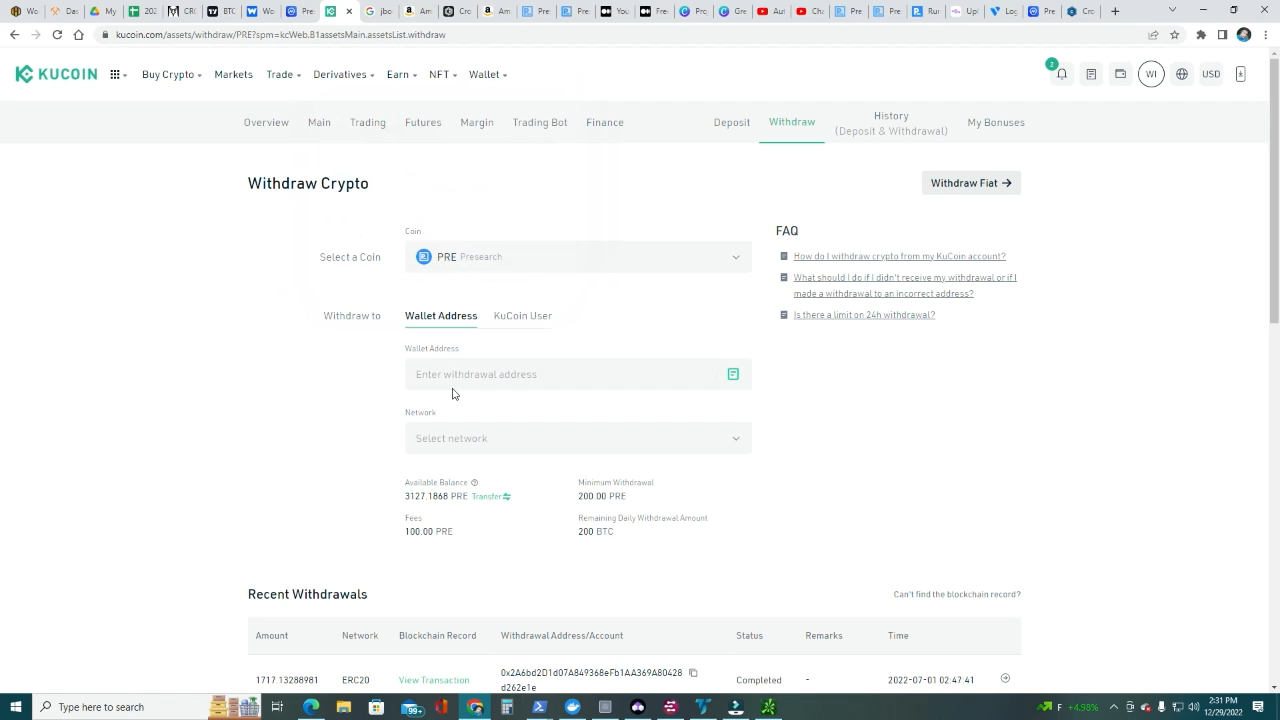 kucoin.com/assets/withdraw/PRE?spm=kcWeb.B1assetsMain.assetsList.withdraw
KUCOIN
Buy Crypto
Markets
Trade
Derivatives
Earn
NFT
Wallet
2
WI
USD
Overview
Main
Trading
Futures
Margin
Trading Bot
Finance
Deposit
Withdraw
History
(Deposit & Withdrawal)
My Bonuses
Withdraw Crypto
Withdraw Fiat
Coin
Select a Coin
PRE Presearch
FAQ
How do I withdraw crypto from my KuCoin account?
What should I do if I didn't receive my withdrawal or if I
made a withdrawal to an incorrect address?
Is there a limit on 24h withdrawal?
Withdraw to
Wallet Address
KuCoin User
Wallet Address
Enter withdrawal address
Network
Select network
Available Balance
3127.1868 PRE Transfer
Minimum Withdrawal
200.00 PRE
Fees
100.00 PRE
Remaining Daily Withdrawal Amount
200 BTC
Recent Withdrawals
Can't find the blockchain record?
Amount
Network
Blockchain Record
Withdrawal Address/Account
Status
Remarks
Time
1717.13288981
ERC20
View Transaction
0x2A6bd2D1d07A849368eFb1AA369A80428
d262e1e
Completed
-
2022-07-01 02:47:41
Type here to search
99+
F +4.98%
2:31 PM
12/29/2022